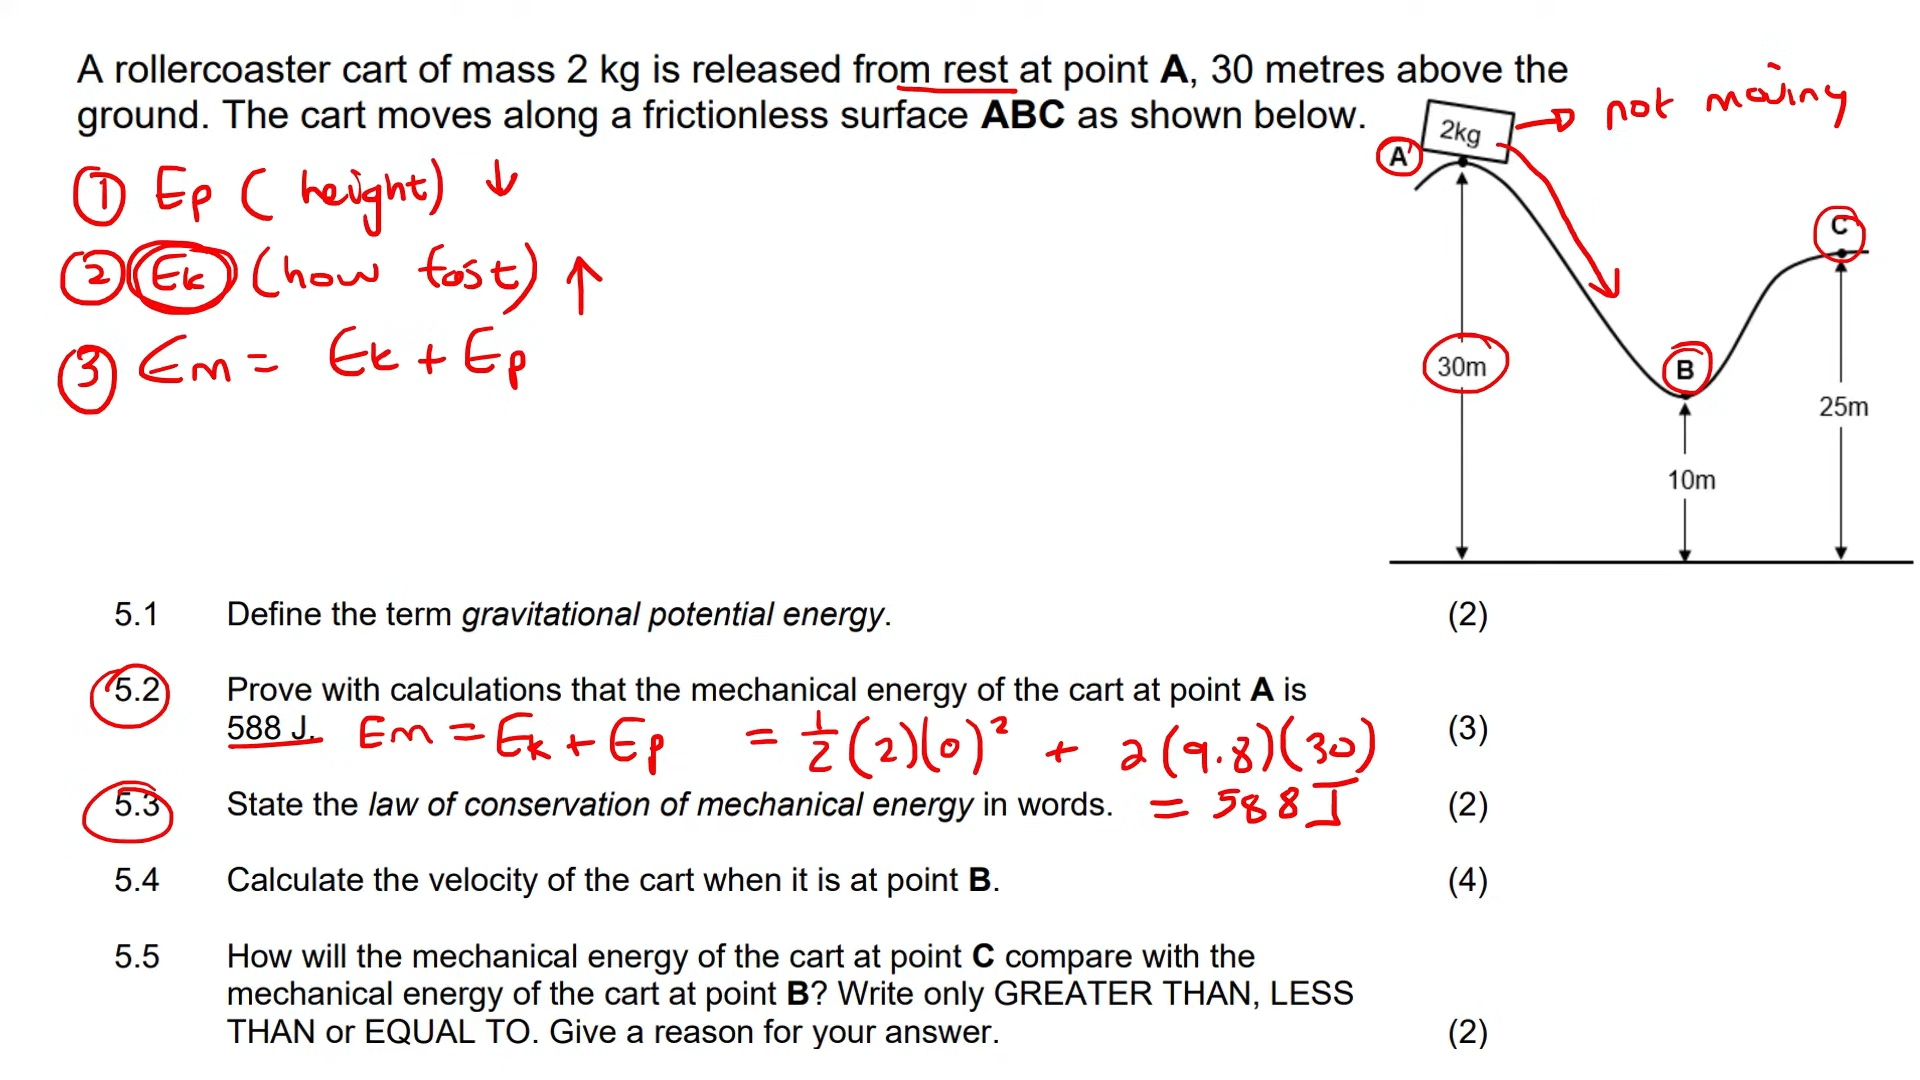 A rollercoaster cart of mass 2 kg is released from rest at point A, 30 metres above the
ground. The cart moves along a frictionless surface ABC as shown below.
① Ep (height) ↓
② Ek (how fast) ↑
③ Em = Ek + Ep
2kg
→ not moving
A
C
B
30m
25m
10m
5.1 Define the term gravitational potential energy. (2)
5.2 Prove with calculations that the mechanical energy of the cart at point A is
588 J. (3)
Em = Ek + Ep = ½(2)(0)² + 2(9.8)(30)
= 588J
5.3 State the law of conservation of mechanical energy in words. (2)
5.4 Calculate the velocity of the cart when it is at point B. (4)
5.5 How will the mechanical energy of the cart at point C compare with the
mechanical energy of the cart at point B? Write only GREATER THAN, LESS
THAN or EQUAL TO. Give a reason for your answer. (2)